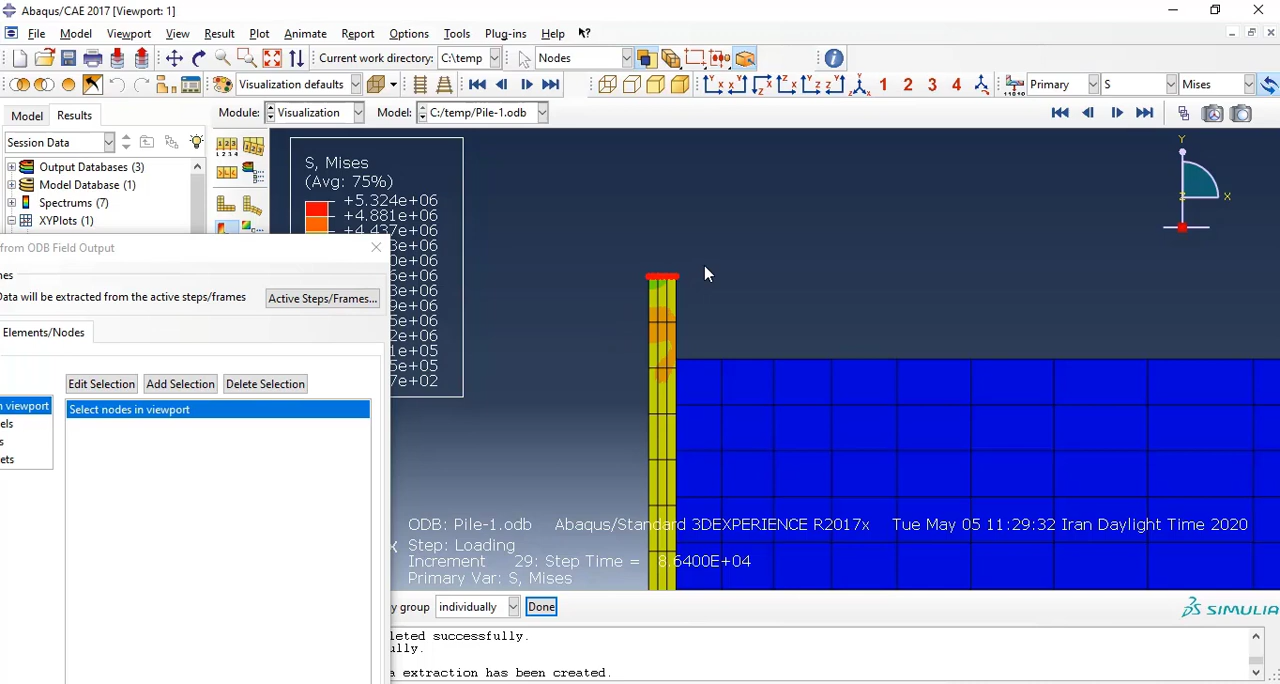 Abaqus/CAE 2017 [Viewport: 1]
File Model Viewport View Result Plot Animate Report Options Tools Plug-ins Help
Current work directory: C:\temp Nodes
Visualization defaults 1 2 3 4 Primary S Mises
Model Results Module: Visualization Model: C:/temp/Pile-1.odb
Session Data
Output Databases (3)
Model Database (1)
Spectrums (7)
XYPlots (1)
from ODB Field Output
Data will be extracted from the active steps/frames Active Steps/Frames...
Elements/Nodes
Edit Selection Add Selection Delete Selection
n viewport Select nodes in viewport
S, Mises
(Avg: 75%)
+5.324e+06
+4.881e+06
+4.437e+06
Y
Z X
ODB: Pile-1.odb Abaqus/Standard 3DEXPERIENCE R2017x Tue May 05 11:29:32 Iran Daylight Time 2020
Step: Loading
Increment 29: Step Time = 8.6400E+04
Primary Var: S, Mises
y group individually Done
SIMULIA
leted successfully.
ully.
a extraction has been created.